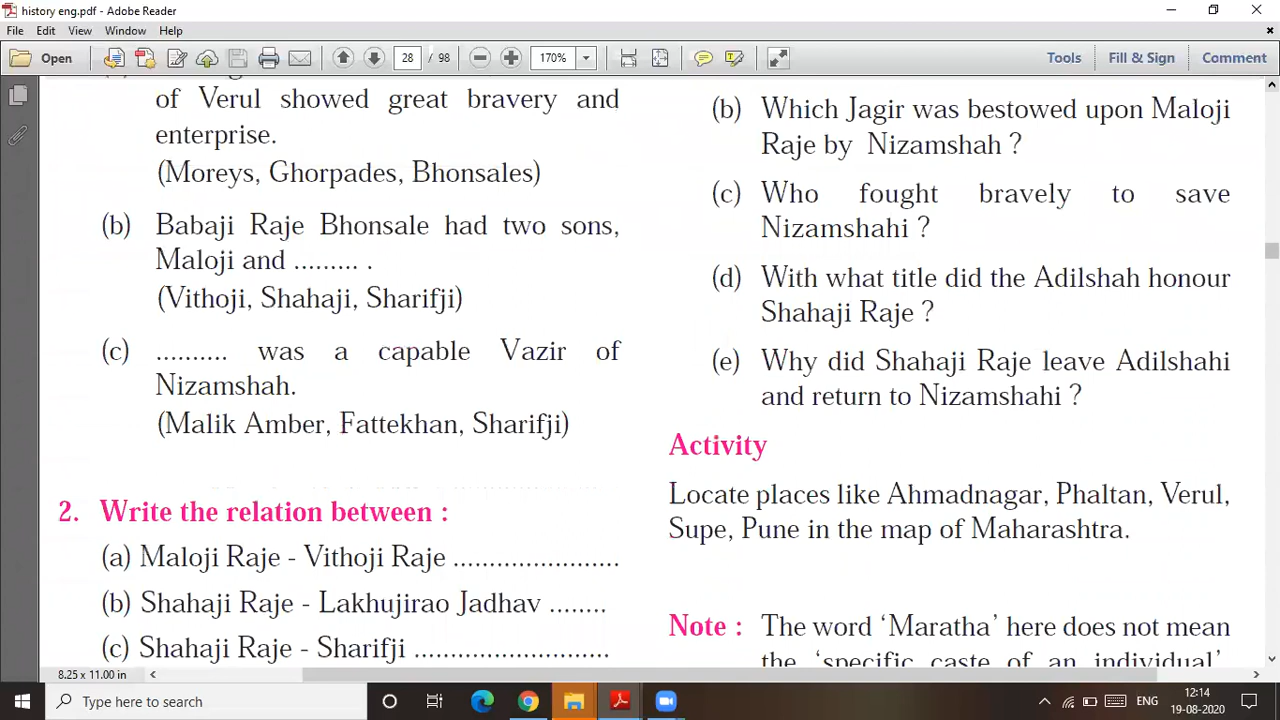 history eng.pdf - Adobe Reader
File Edit View Window Help
Open 28 / 98 170% Tools Fill & Sign Comment
of Verul showed great bravery and
enterprise.
(Moreys, Ghorpades, Bhonsales)
(b) Babaji Raje Bhonsale had two sons,
Maloji and ......... .
(Vithoji, Shahaji, Sharifji)
(c) .......... was a capable Vazir of
Nizamshah.
(Malik Amber, Fattekhan, Sharifji)
2. Write the relation between :
(a) Maloji Raje - Vithoji Raje ......................
(b) Shahaji Raje - Lakhujirao Jadhav ........
(c) Shahaji Raje - Sharifji ..........................
(b) Which Jagir was bestowed upon Maloji
Raje by Nizamshah ?
(c) Who fought bravely to save
Nizamshahi ?
(d) With what title did the Adilshah honour
Shahaji Raje ?
(e) Why did Shahaji Raje leave Adilshahi
and return to Nizamshahi ?
Activity
Locate places like Ahmadnagar, Phaltan, Verul,
Supe, Pune in the map of Maharashtra.
Note : The word ‘Maratha’ here does not mean
the ‘specific caste of an individual’.
8.25 x 11.00 in
Type here to search
ENG
12:14
19-08-2020